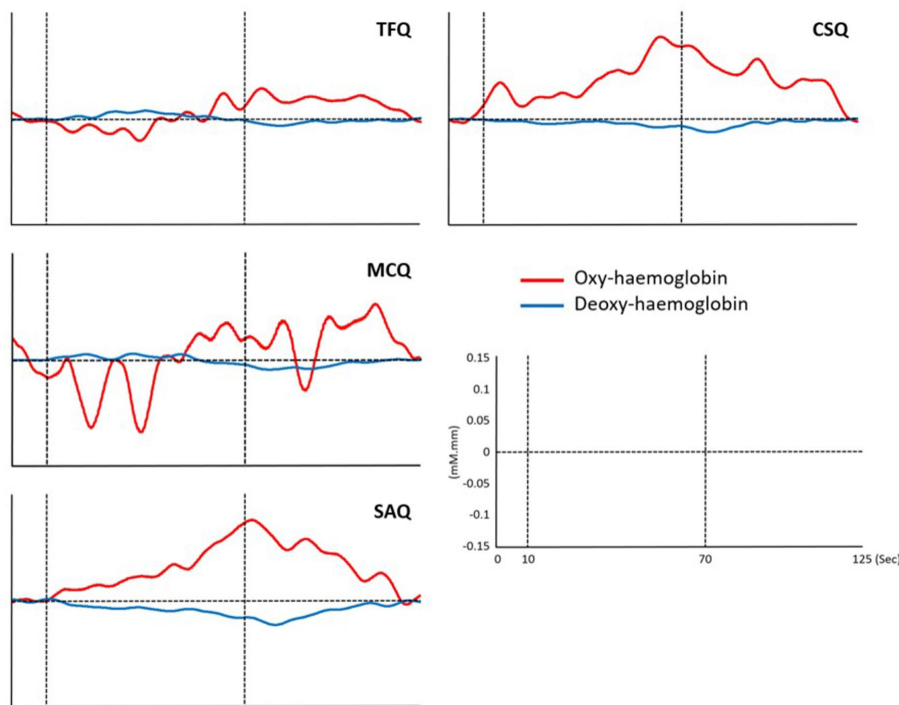 TFQ
CSQ
MCQ
Oxy-haemoglobin
Deoxy-haemoglobin
SAQ
(mM.mm)
0.15
0.1
0.05
0
-0.05
-0.1
-0.15
0 10 70 125 (Sec)